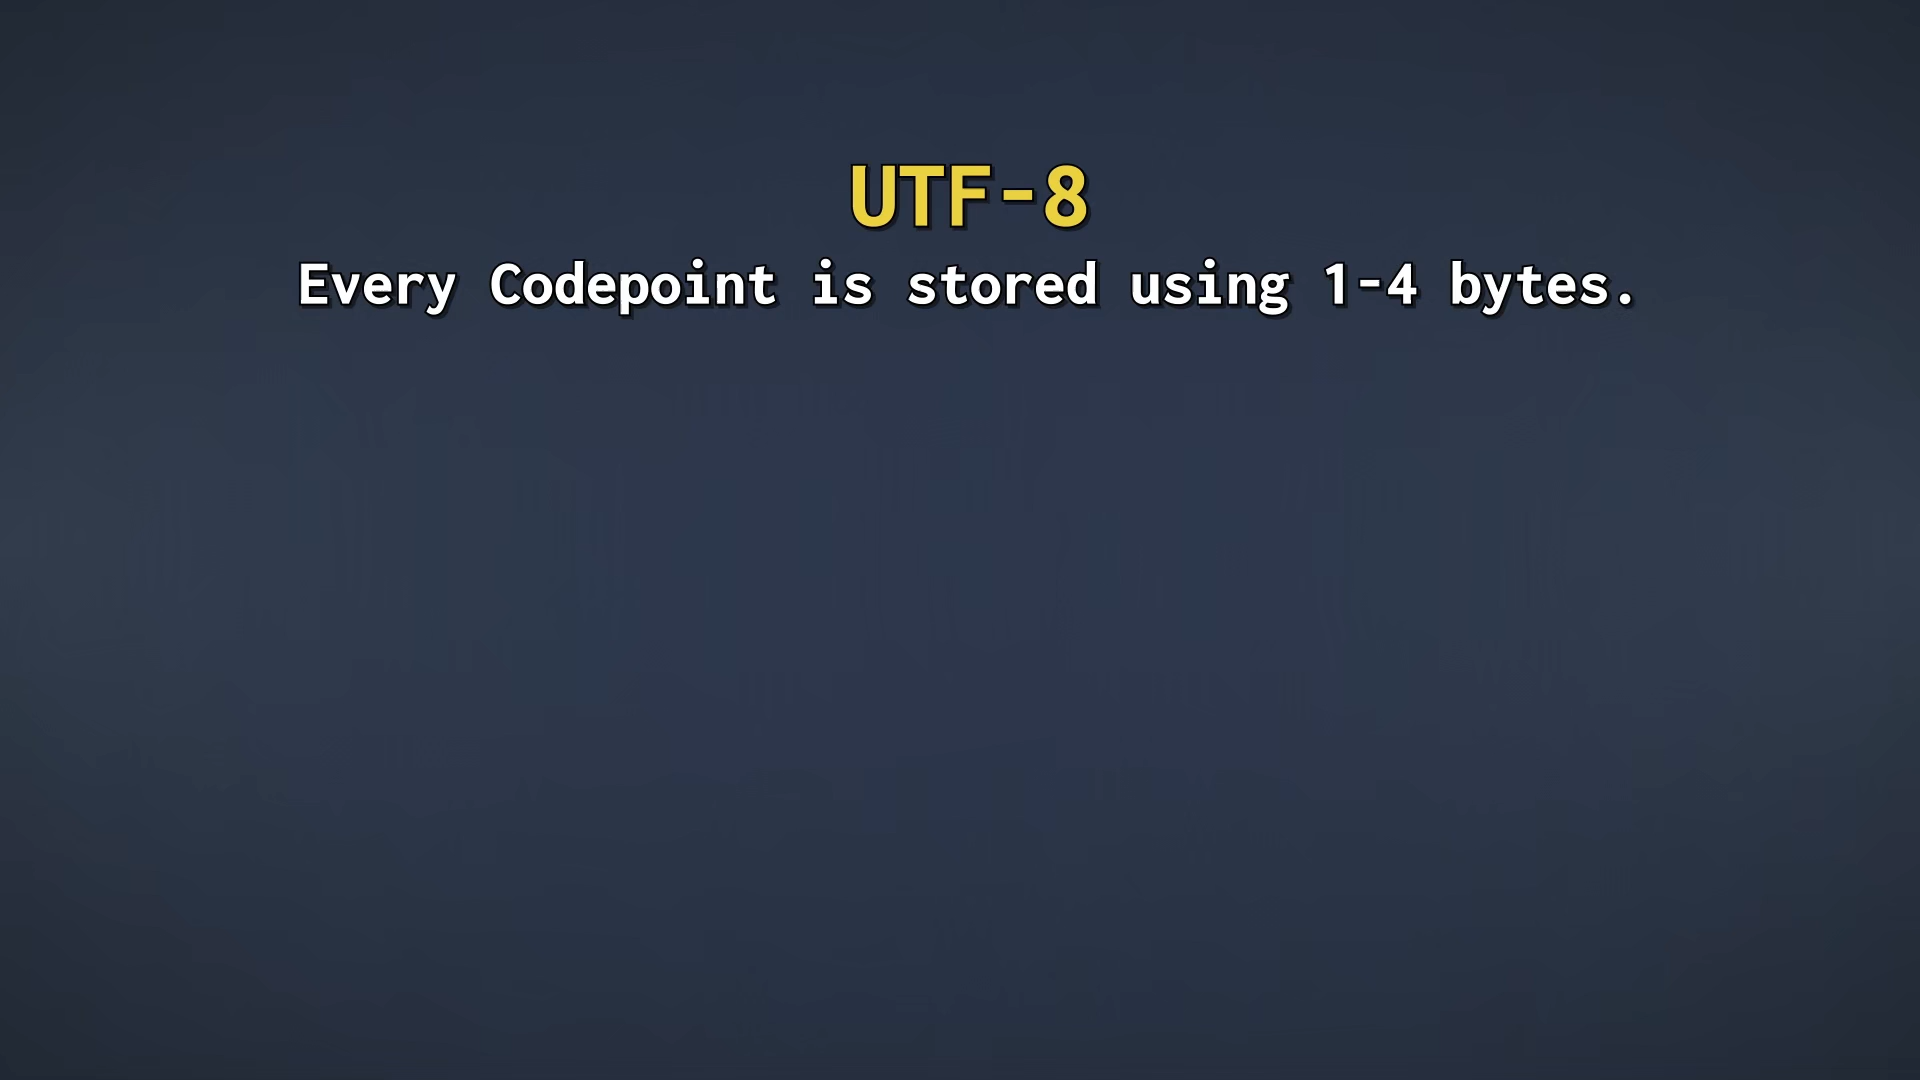 UTF-8
Every Codepoint is stored using 1-4 bytes.